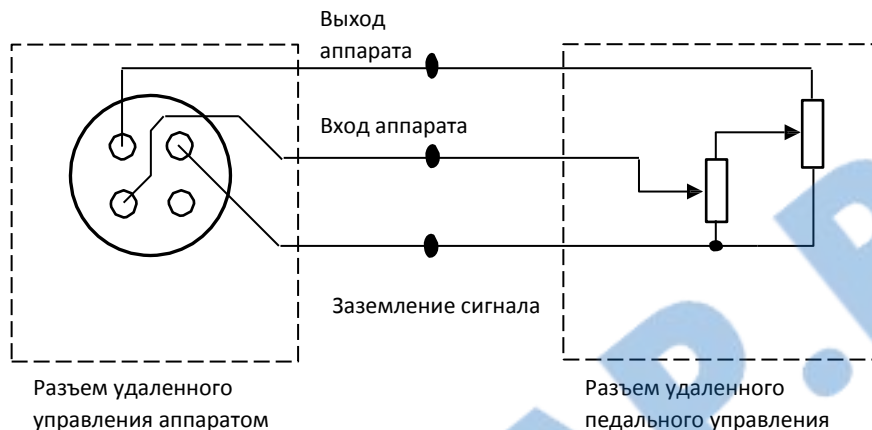 Выход
аппарата
Вход аппарата
Заземление сигнала
Разъем удаленного
управления аппаратом
Разъем удаленного
педального управления